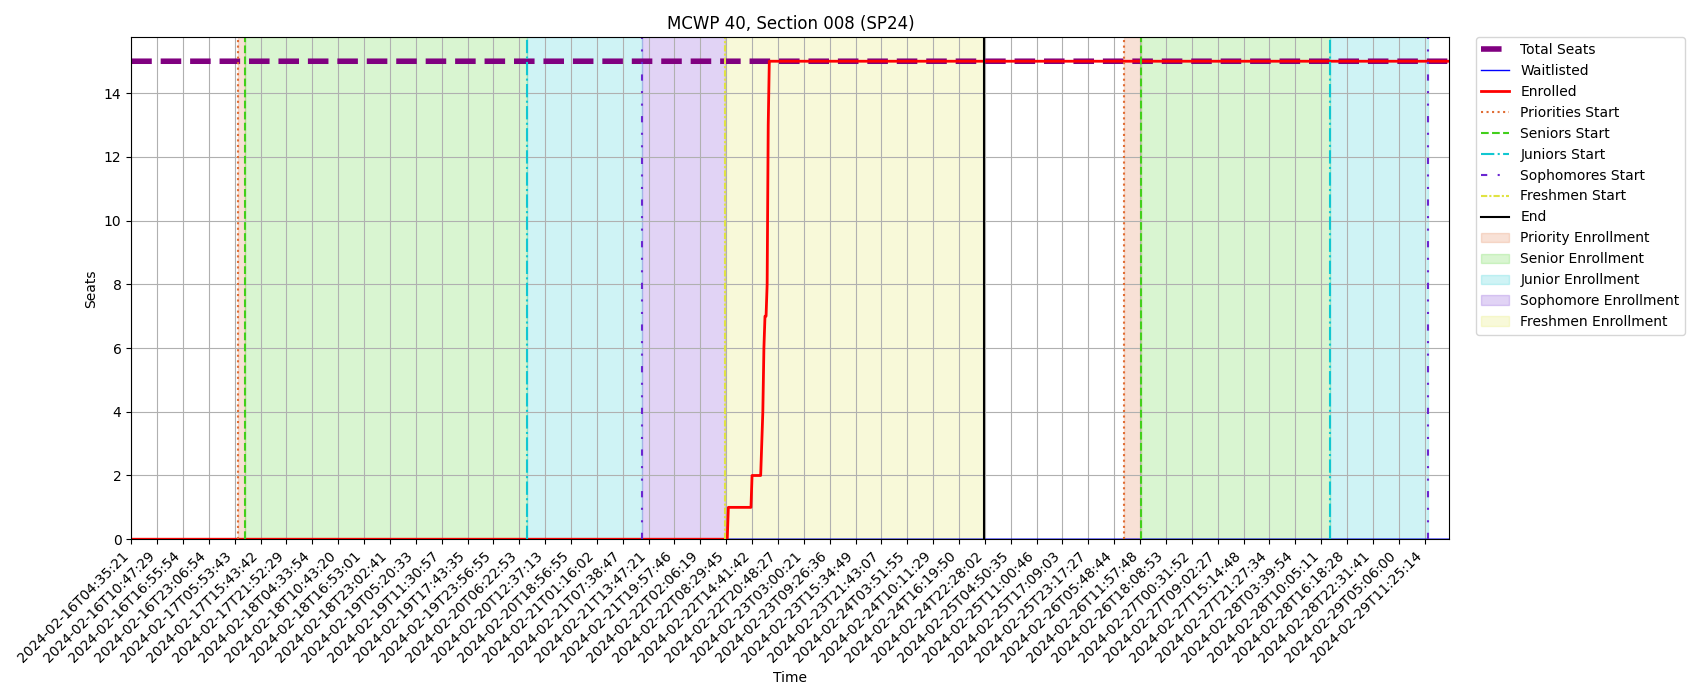 MCWP 40, Section 008 (SP24)
Seats
14
12
10
8
6
4
2
0
2024-02-16T04:35:21
2024-02-16T10:47:29
2024-02-16T16:55:54
2024-02-16T23:06:54
2024-02-17T05:53:43
2024-02-17T15:43:42
2024-02-17T21:52:29
2024-02-18T04:33:54
2024-02-18T10:43:20
2024-02-18T16:53:01
2024-02-18T23:02:41
2024-02-19T05:20:33
2024-02-19T11:30:57
2024-02-19T17:43:35
2024-02-19T23:56:55
2024-02-20T06:22:53
2024-02-20T12:37:13
2024-02-20T18:56:55
2024-02-21T01:16:02
2024-02-21T07:38:47
2024-02-21T13:47:21
2024-02-21T19:57:46
2024-02-22T02:06:19
2024-02-22T08:29:45
2024-02-22T14:41:42
2024-02-22T20:48:27
2024-02-23T03:00:21
2024-02-23T09:26:36
2024-02-23T15:34:49
2024-02-23T21:43:07
2024-02-24T03:51:55
2024-02-24T10:11:29
2024-02-24T16:19:50
2024-02-24T22:28:02
2024-02-25T04:50:35
2024-02-25T11:00:46
2024-02-25T17:09:03
2024-02-25T23:17:27
2024-02-26T05:48:44
2024-02-26T11:57:48
2024-02-26T18:08:53
2024-02-27T00:31:52
2024-02-27T09:02:27
2024-02-27T15:14:48
2024-02-27T21:27:34
2024-02-28T03:39:54
2024-02-28T10:05:11
2024-02-28T16:18:28
2024-02-28T22:31:41
2024-02-29T05:06:00
2024-02-29T11:25:14
Time
Total Seats
Waitlisted
Enrolled
Priorities Start
Seniors Start
Juniors Start
Sophomores Start
Freshmen Start
End
Priority Enrollment
Senior Enrollment
Junior Enrollment
Sophomore Enrollment
Freshmen Enrollment